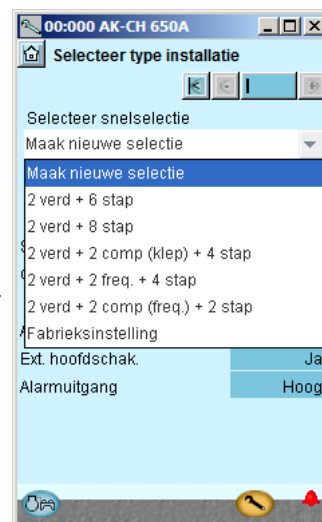 00:000 AK-CH 650A
Selecteer type installatie
Selecteer snelselectie
Maak nieuwe selectie
Maak nieuwe selectie
2 verd + 6 stap
2 verd + 8 stap
2 verd + 2 comp (klep) + 4 stap
2 verd + 2 freq. + 4 stap
2 verd + 2 comp (freq.) + 2 stap
Fabrieksinstelling
Ext. hoofdschak. Ja
Alarmuitgang Hoog